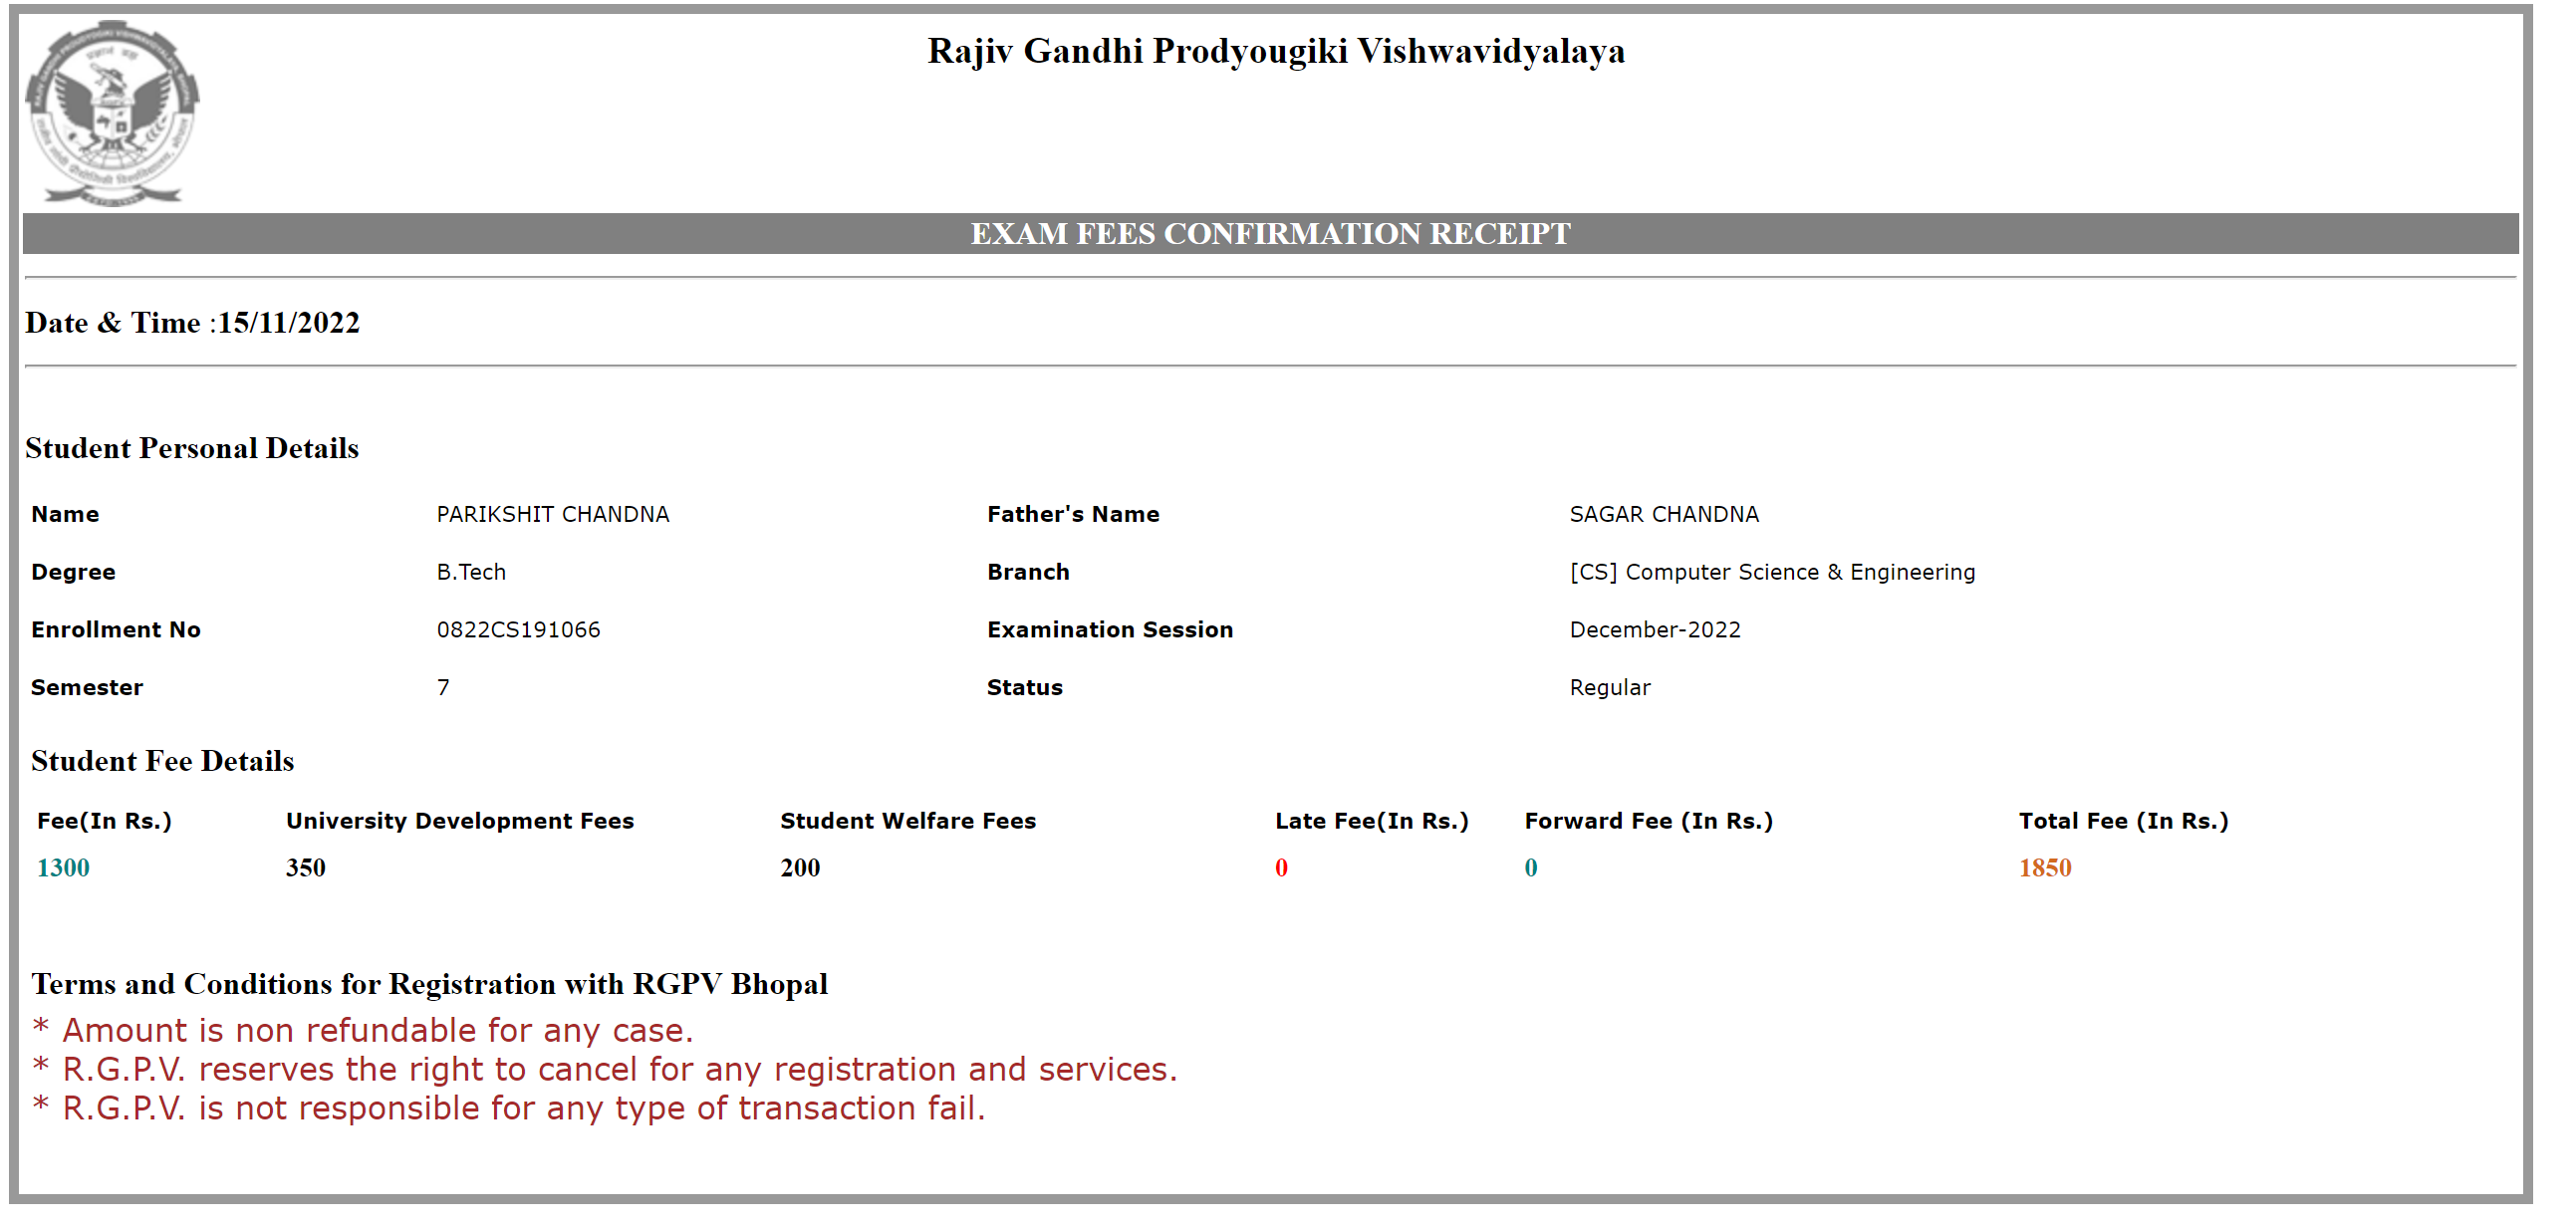 Rajiv Gandhi Prodyougiki Vishwavidyalaya
EXAM FEES CONFIRMATION RECEIPT
Date & Time :15/11/2022
Student Personal Details
Name PARIKSHIT CHANDNA Father's Name SAGAR CHANDNA
Degree B.Tech Branch [CS] Computer Science & Engineering
Enrollment No 0822CS191066 Examination Session December-2022
Semester 7 Status Regular
Student Fee Details
Fee(In Rs.) University Development Fees Student Welfare Fees Late Fee(In Rs.) Forward Fee (In Rs.) Total Fee (In Rs.)
1300 350 200 0 0 1850
Terms and Conditions for Registration with RGPV Bhopal
* Amount is non refundable for any case.
* R.G.P.V. reserves the right to cancel for any registration and services.
* R.G.P.V. is not responsible for any type of transaction fail.